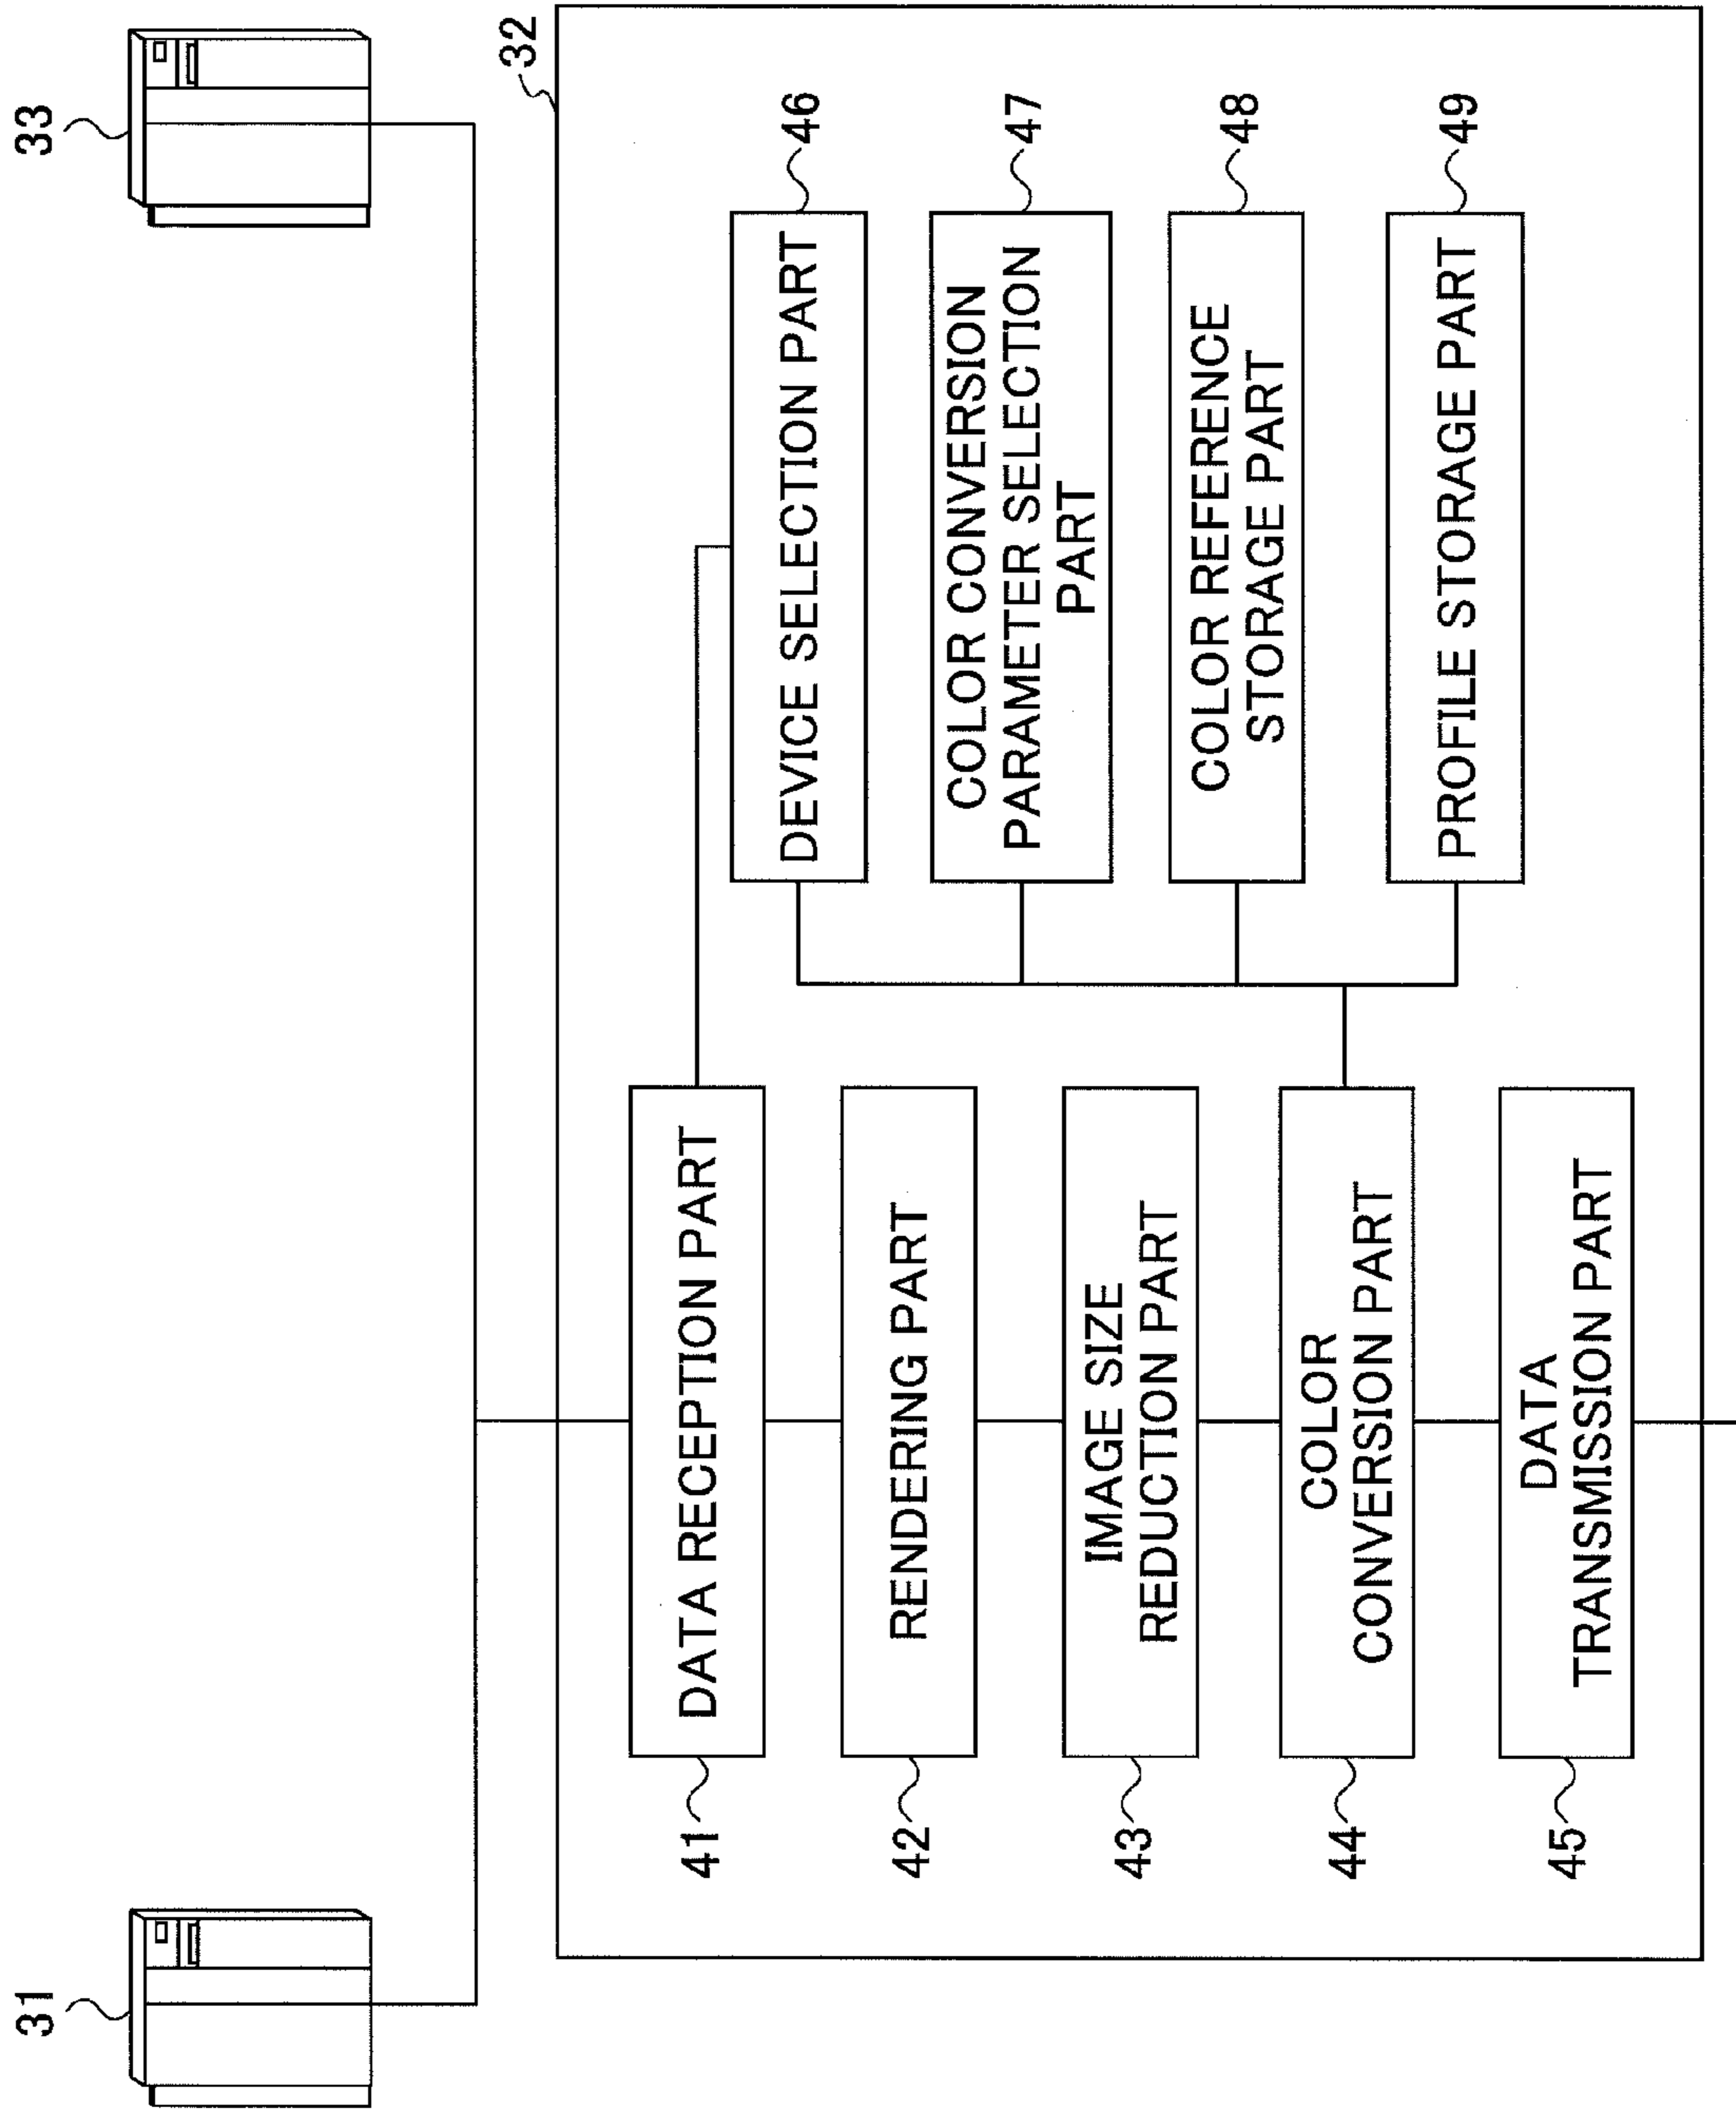 31
33
32
41
DATA RECEPTION PART
42
RENDERING PART
43
IMAGE SIZE
REDUCTION PART
44
COLOR
CONVERSION PART
45
DATA
TRANSMISSION PART
DEVICE SELECTION PART
46
COLOR CONVERSION
PARAMETER SELECTION
PART
47
COLOR REFERENCE
STORAGE PART
48
PROFILE STORAGE PART
49